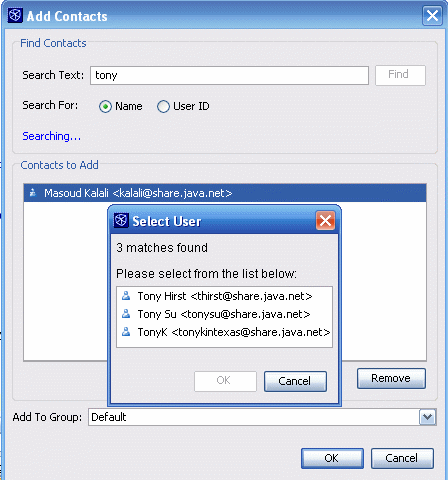 Add Contacts
Find Contacts
Search Text: tony Find
Search For: Name User ID
Searching...
Contacts to Add
Masoud Kalali <kalali@share.java.net>
Select User
3 matches found
Please select from the list below:
Tony Hirst <thirst@share.java.net>
Tony Su <tonysu@share.java.net>
TonyK <tonykintexas@share.java.net>
OK Cancel
Remove
Add To Group: Default
OK Cancel